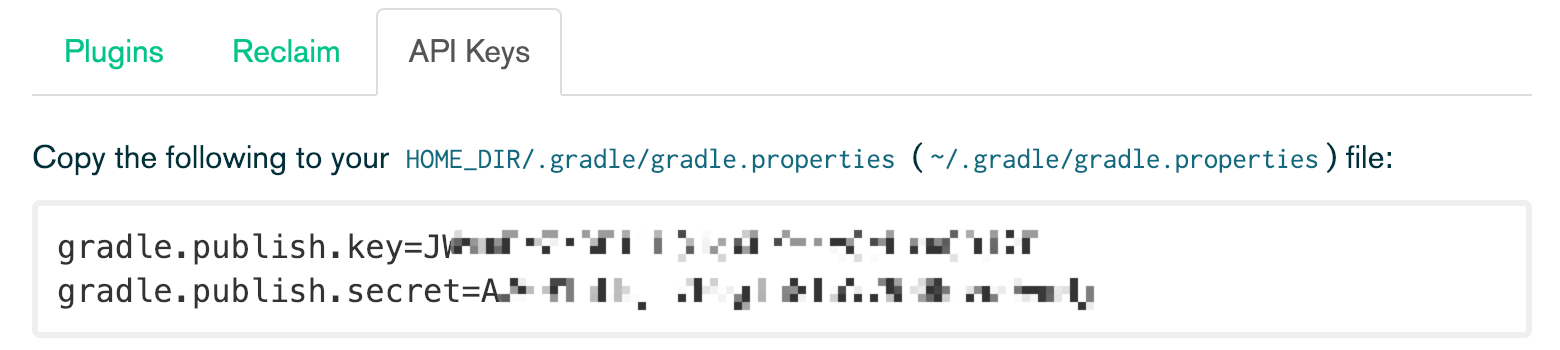 Plugins Reclaim API Keys
Copy the following to your HOME_DIR/.gradle/gradle.properties (~/.gradle/gradle.properties) file:
gradle.publish.key=JW
gradle.publish.secret=A